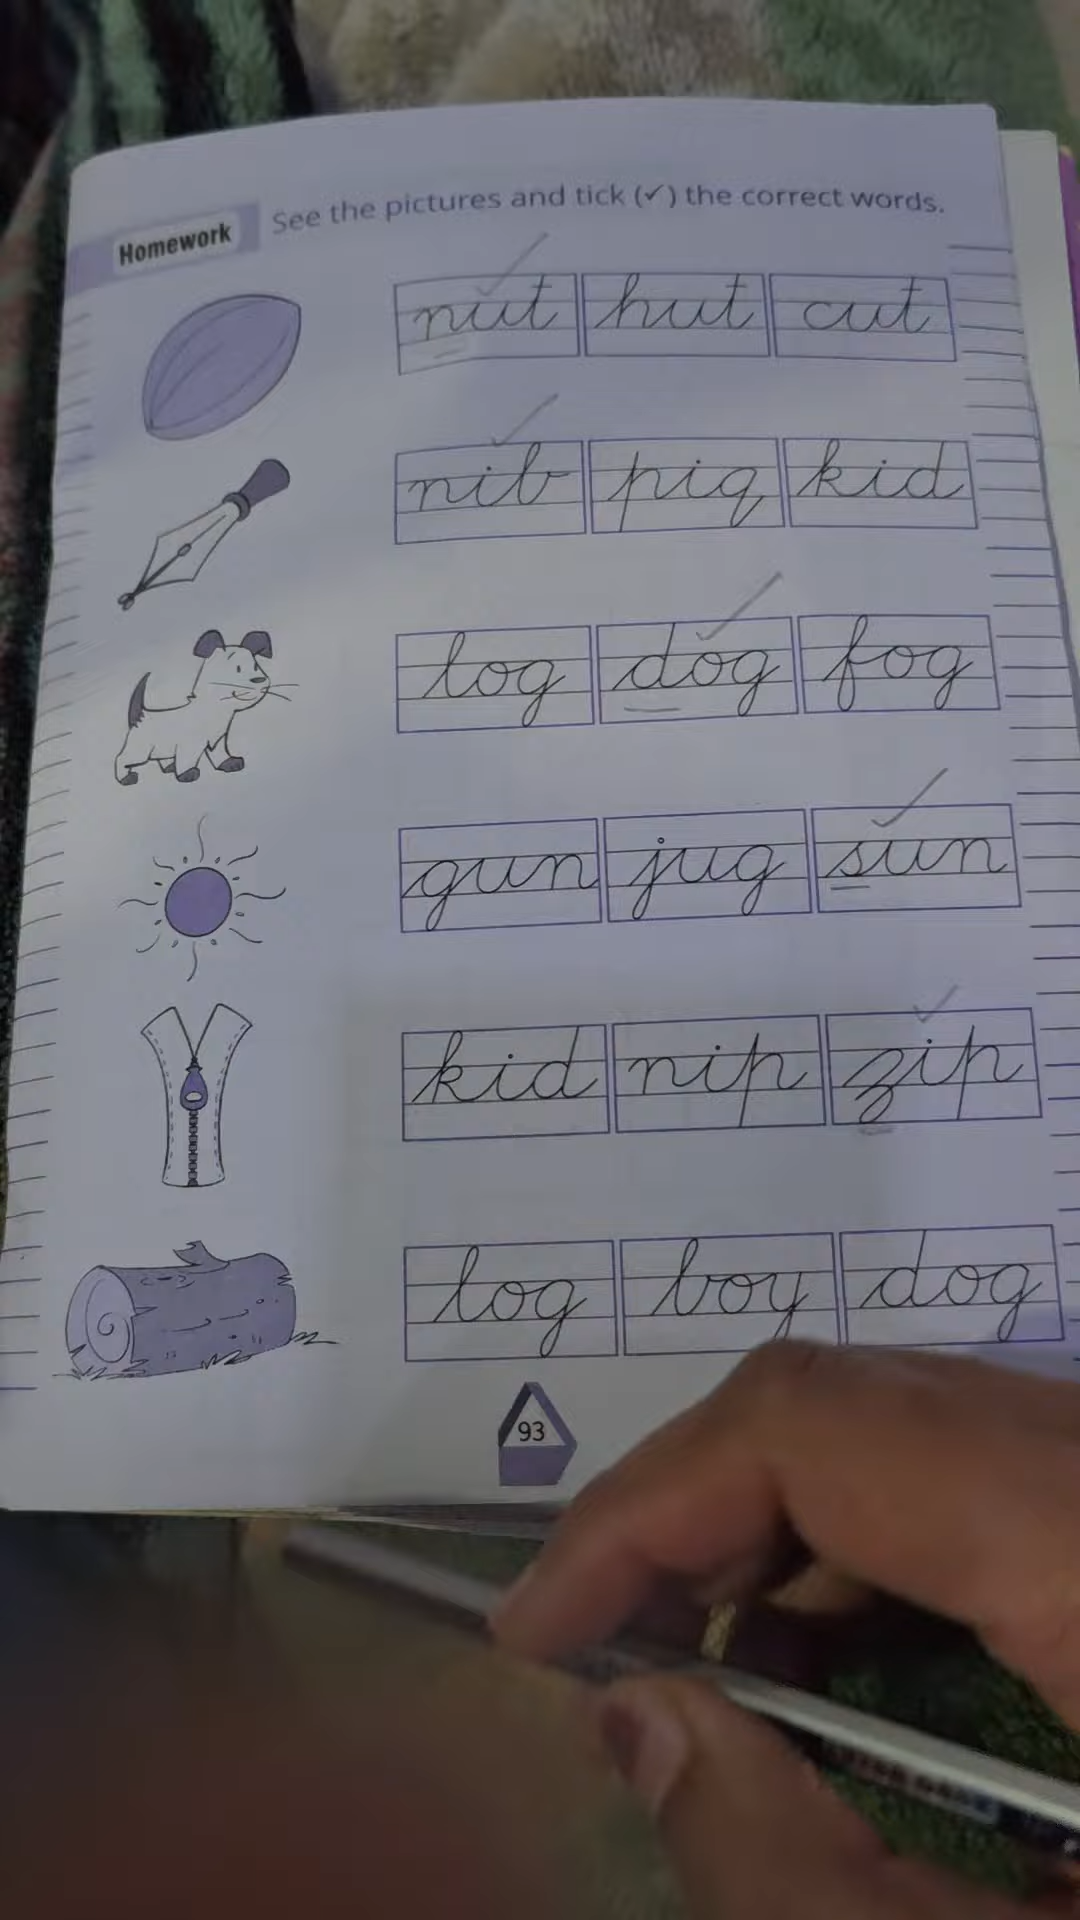 Homework See the pictures and tick (✓) the correct words.
nut hut cut
nib pig kid
log dog fog
gun jug sun
kid nip zip
log boy dog
93